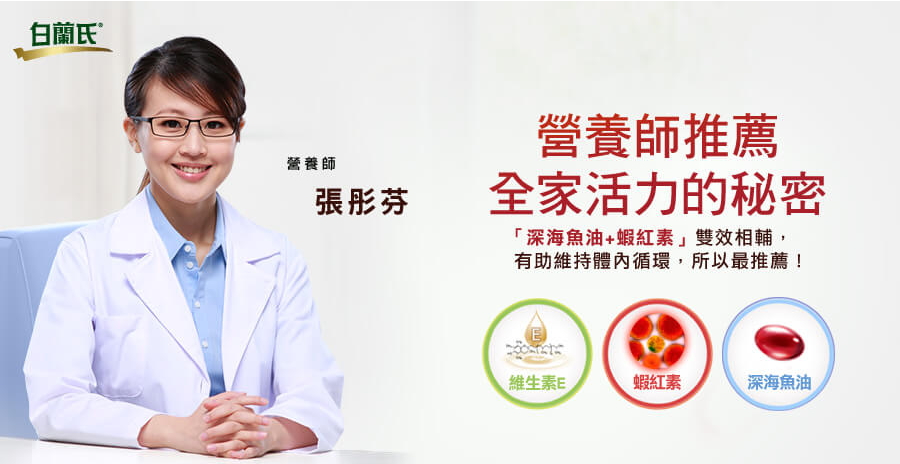 白蘭氏®
營養師
張彤芬
營養師推薦
全家活力的秘密
「深海魚油+蝦紅素」雙效相輔，
有助維持體內循環，所以最推薦！
E
維生素E
蝦紅素
深海魚油